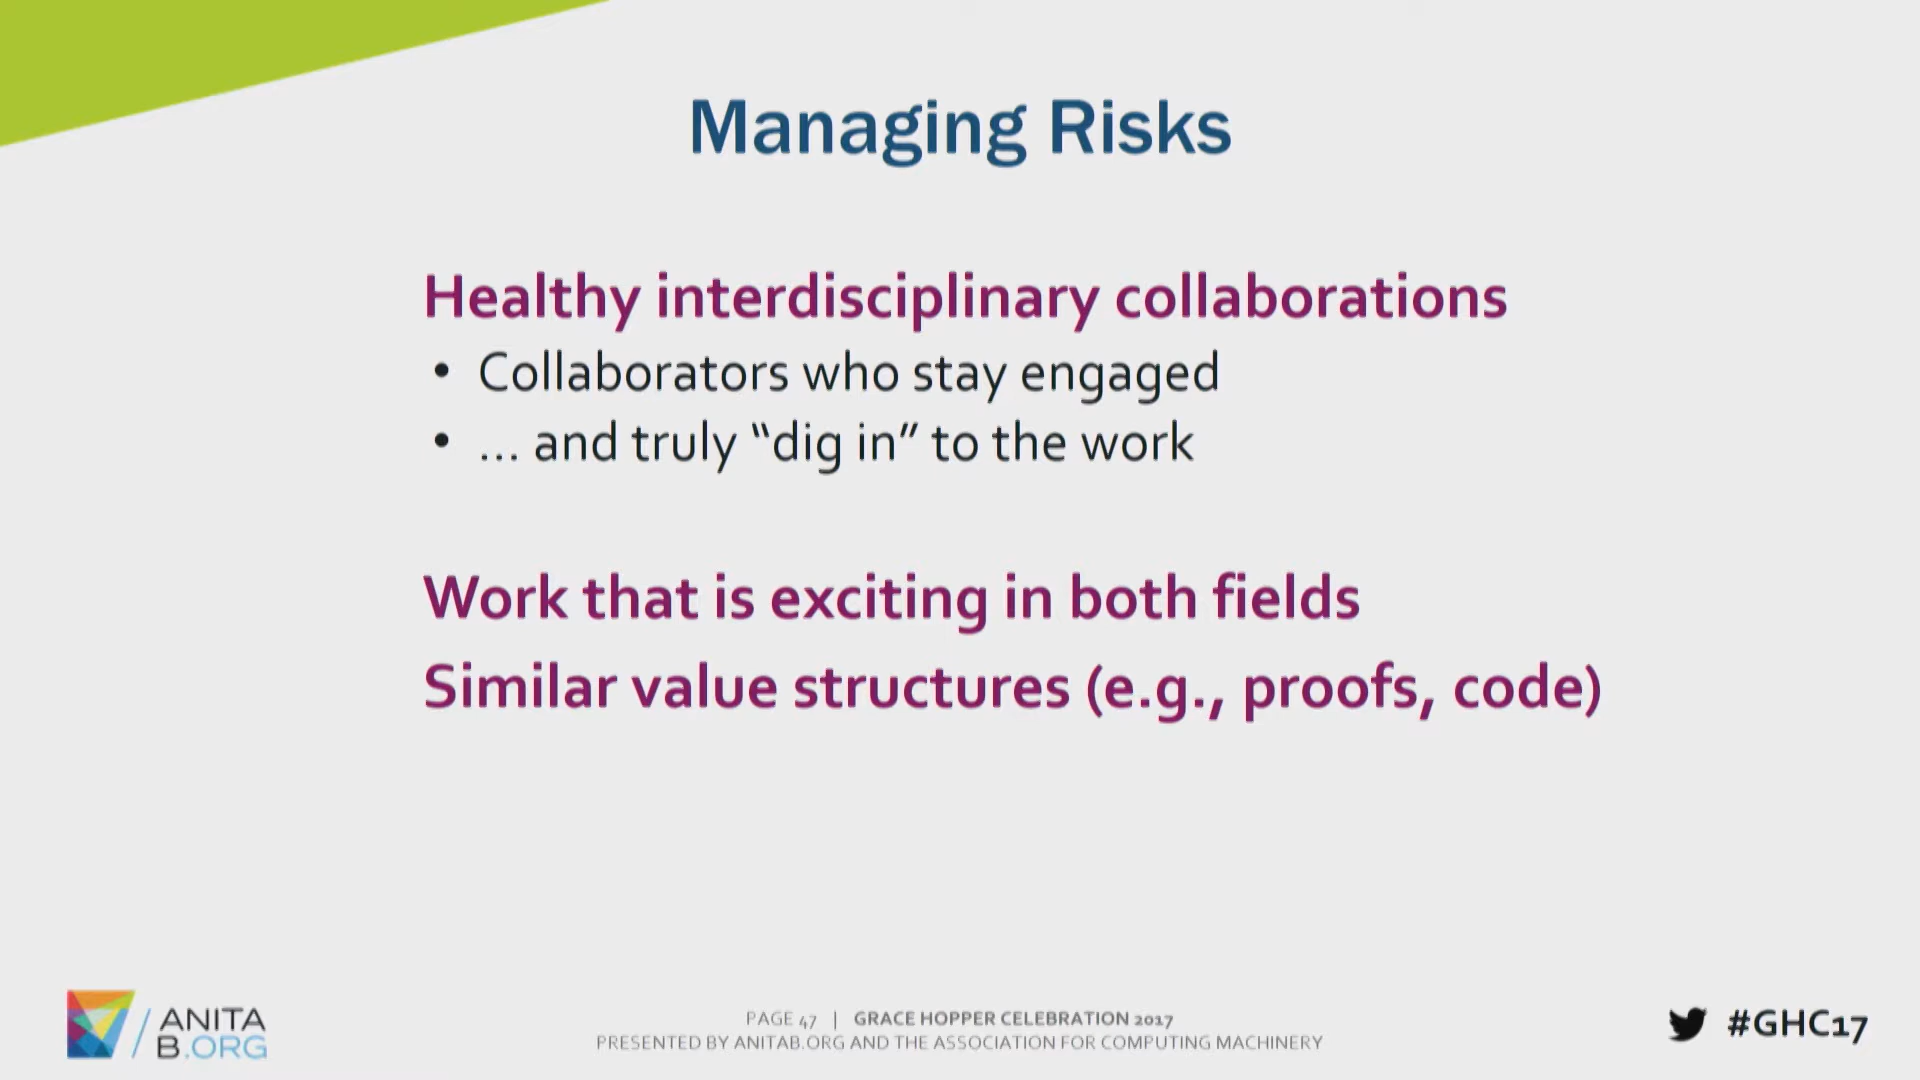 Managing Risks
Healthy interdisciplinary collaborations
• Collaborators who stay engaged
• ... and truly “dig in” to the work
Work that is exciting in both fields
Similar value structures (e.g., proofs, code)
ANITA
B.ORG
PAGE 47 | GRACE HOPPER CELEBRATION 2017
PRESENTED BY ANITAB.ORG AND THE ASSOCIATION FOR COMPUTING MACHINERY
#GHC17